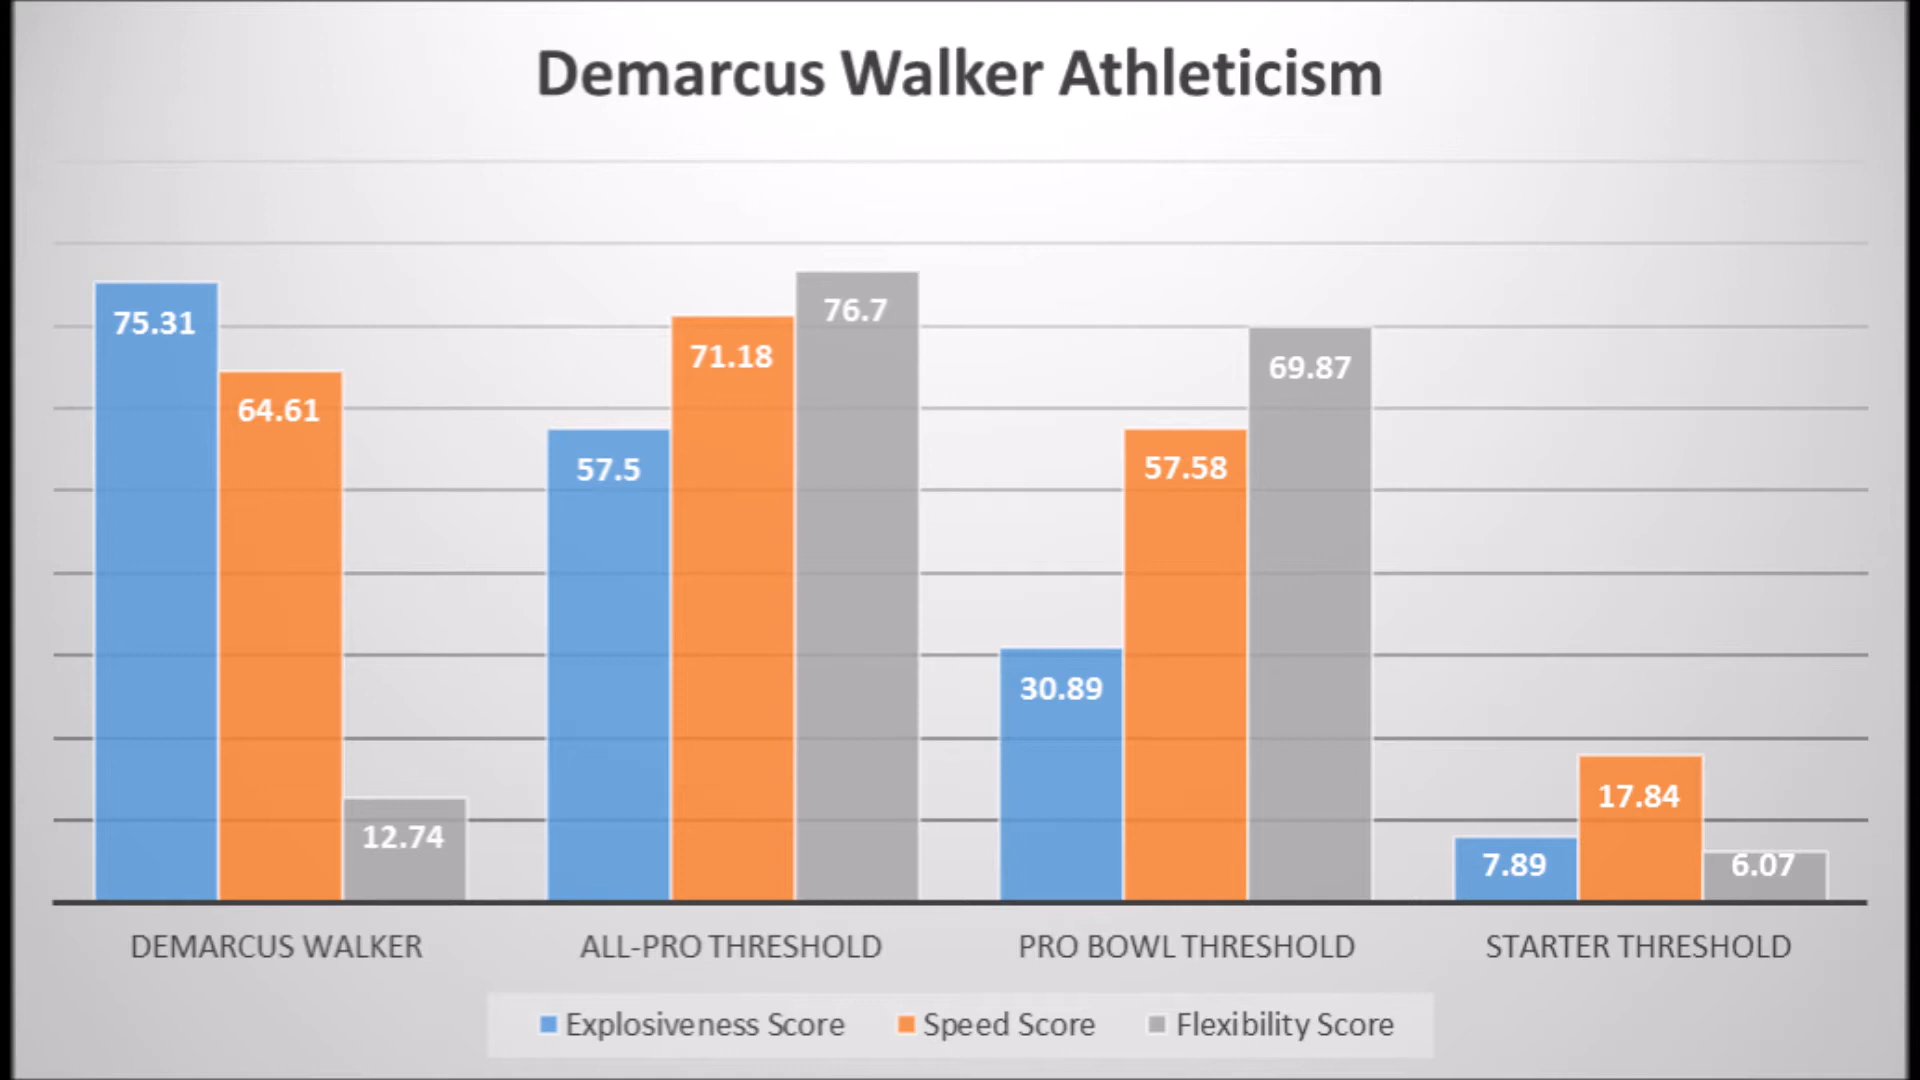 Demarcus Walker Athleticism
75.31
64.61
12.74
57.5
71.18
76.7
30.89
57.58
69.87
7.89
17.84
6.07
DEMARCUS WALKER
ALL-PRO THRESHOLD
PRO BOWL THRESHOLD
STARTER THRESHOLD
Explosiveness Score
Speed Score
Flexibility Score